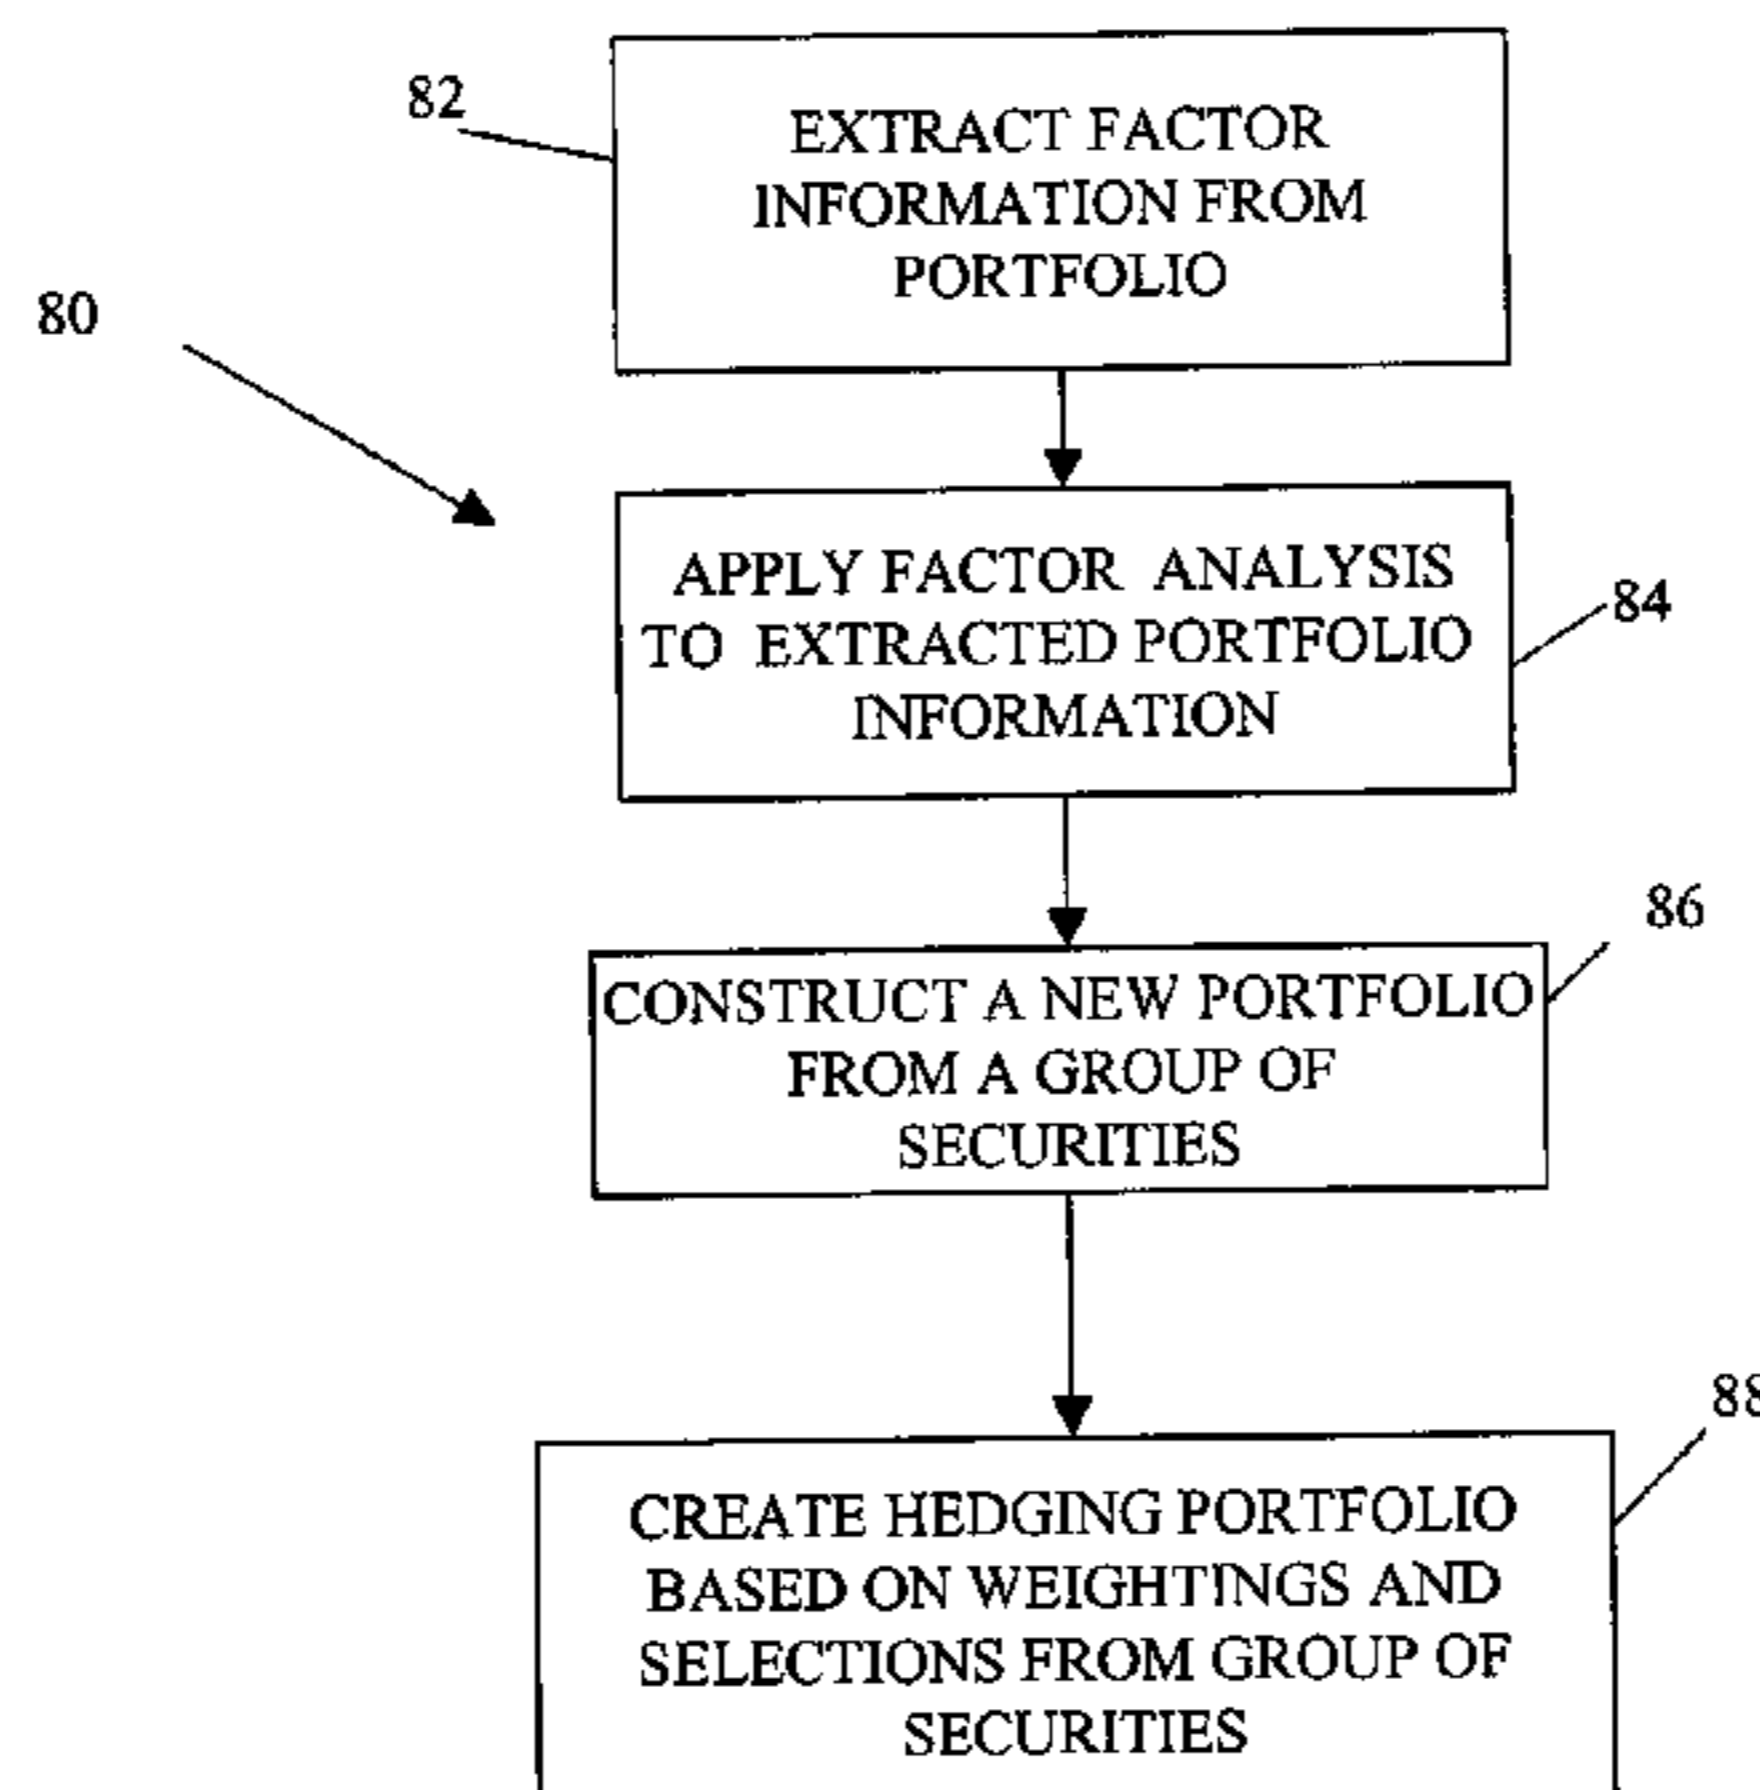 82
EXTRACT FACTOR
INFORMATION FROM
PORTFOLIO
80
APPLY FACTOR ANALYSIS
TO EXTRACTED PORTFOLIO
INFORMATION
84
86
CONSTRUCT A NEW PORTFOLIO
FROM A GROUP OF
SECURITIES
88
CREATE HEDGING PORTFOLIO
BASED ON WEIGHTINGS AND
SELECTIONS FROM GROUP OF
SECURITIES